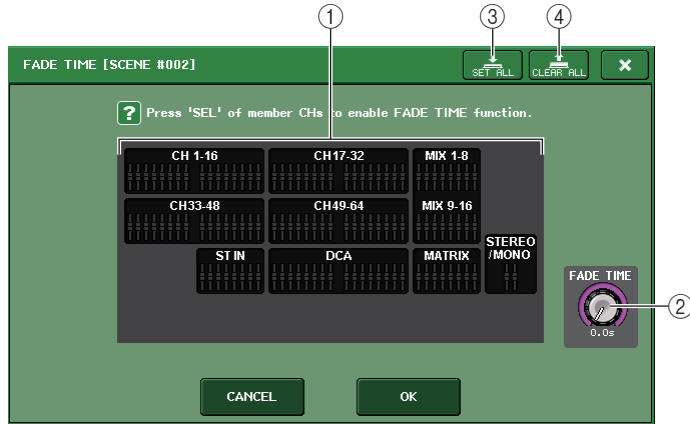 ① ③ ④
FADE TIME [SCENE #002]
SET ALL
CLEAR ALL
×
? Press 'SEL' of member CHs to enable FADE TIME function.
CH 1-16
CH17-32
MIX 1-8
CH33-48
CH49-64
MIX 9-16
ST IN
DCA
MATRIX
STEREO
/MONO
FADE TIME
②
0.0s
CANCEL
OK